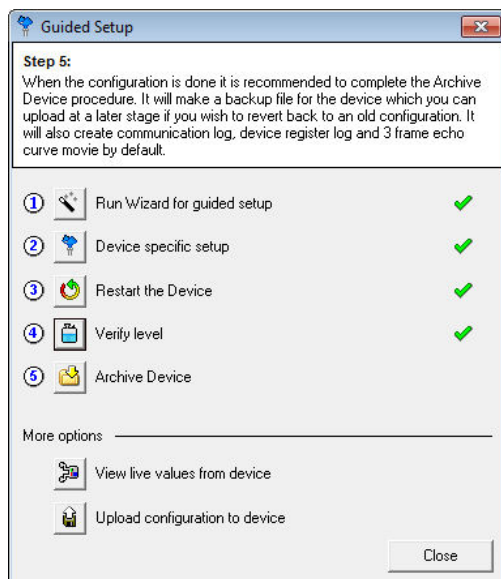 Guided Setup
Step 5:
When the configuration is done it is recommended to complete the Archive
Device procedure. It will make a backup file for the device which you can
upload at a later stage if you wish to revert back to an old configuration. It
will also create communication log, device register log and 3 frame echo
curve movie by default.
1 Run Wizard for guided setup
2 Device specific setup
3 Restart the Device
4 Verify level
5 Archive Device
More options
View live values from device
Upload configuration to device
Close